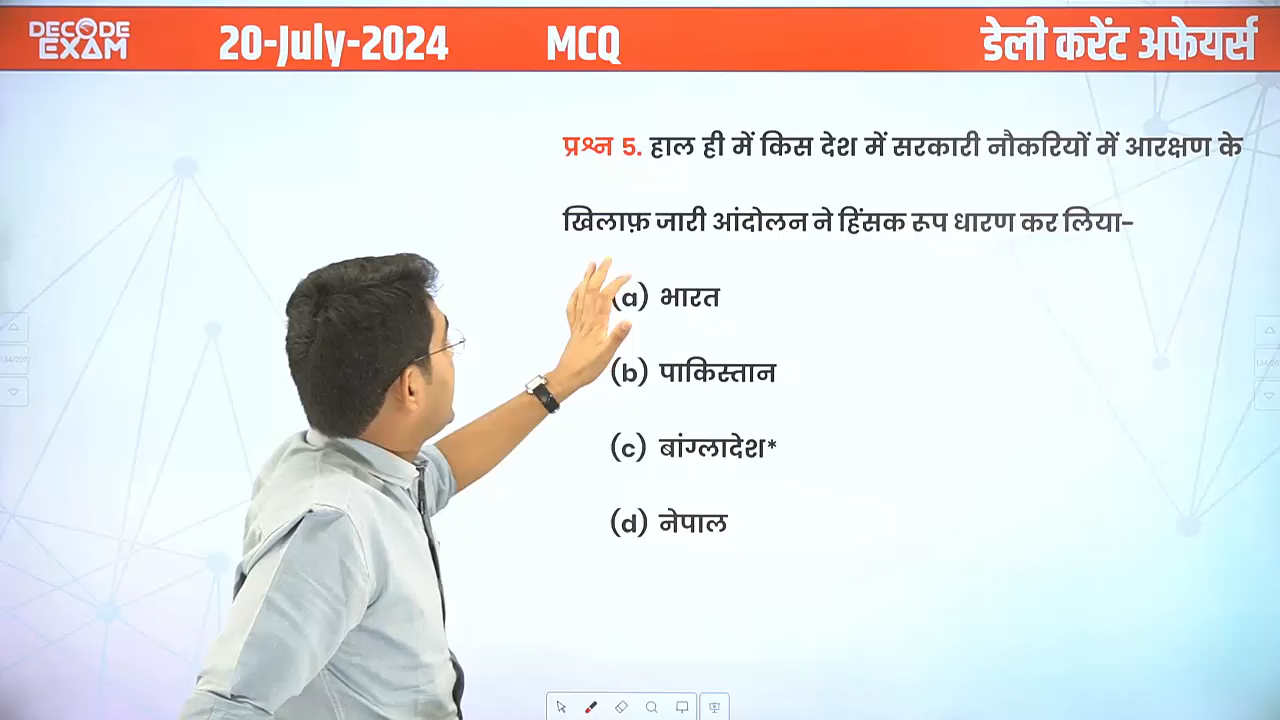 DECODE
EXAM
20-July-2024
MCQ
डेली करेंट अफेयर्स
प्रश्न 5. हाल ही में किस देश में सरकारी नौकरियों में आरक्षण के
खिलाफ़ जारी आंदोलन ने हिंसक रूप धारण कर लिया-
(a) भारत
(b) पाकिस्तान
(c) बांग्लादेश*
(d) नेपाल